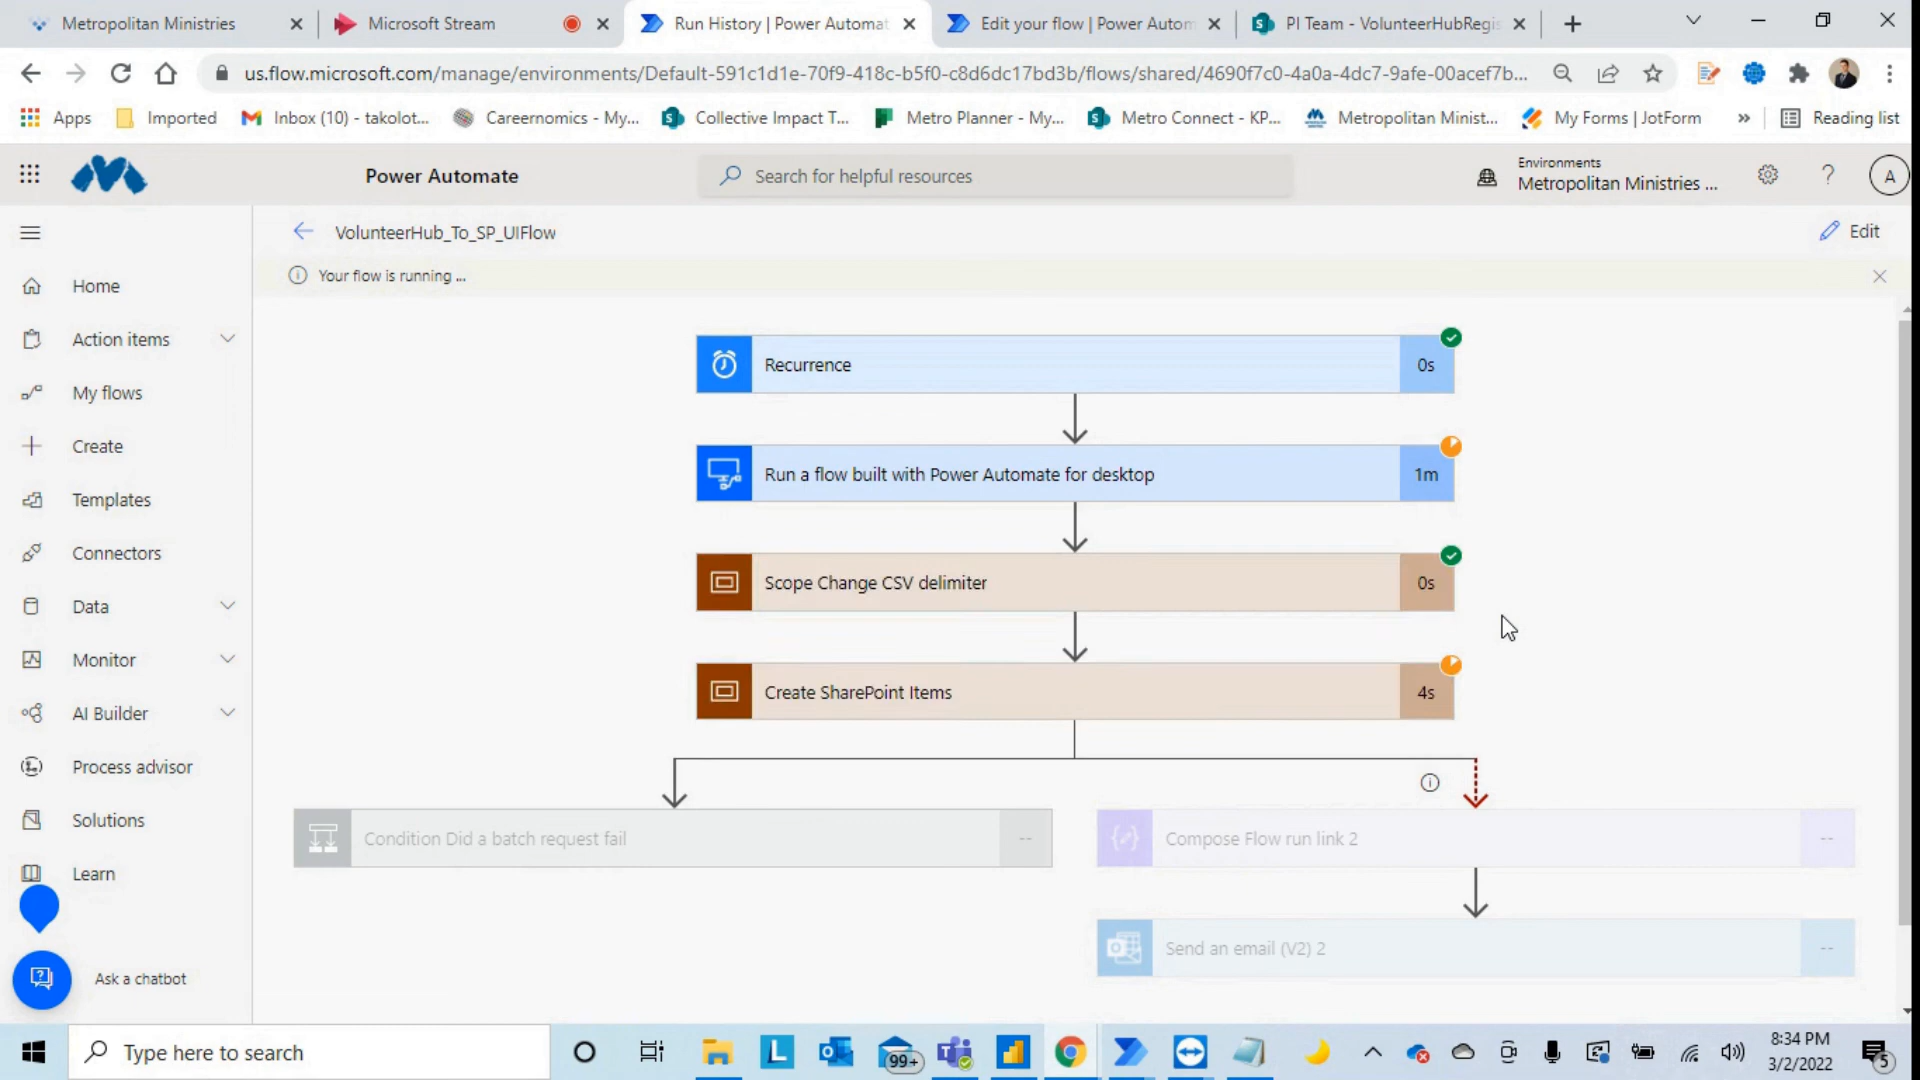 Metropolitan Ministries
Microsoft Stream
Run History | Power Automat
Edit your flow | Power Autom
PI Team - VolunteerHubRegis
us.flow.microsoft.com/manage/environments/Default-591c1d1e-70f9-418c-b5f0-c8d6dc17bd3b/flows/shared/4690f7c0-4a0a-4dc7-9afe-00acef7b...
Apps
Imported
Inbox (10) - takolot...
Careernomics - My...
Collective Impact T...
Metro Planner - My...
Metro Connect - KP...
Metropolitan Minist...
My Forms | JotForm
»
Reading list
Power Automate
Search for helpful resources
Environments
Metropolitan Ministries ...
?
A
VolunteerHub_To_SP_UIFlow
Edit
Your flow is running ...
Home
Action items
My flows
Create
Templates
Connectors
Data
Monitor
AI Builder
Process advisor
Solutions
Learn
Ask a chatbot
Recurrence
0s
Run a flow built with Power Automate for desktop
1m
Scope Change CSV delimiter
0s
Create SharePoint Items
4s
Condition Did a batch request fail
--
Compose Flow run link 2
--
Send an email (V2) 2
--
Type here to search
L
99+
8:34 PM
3/2/2022
5